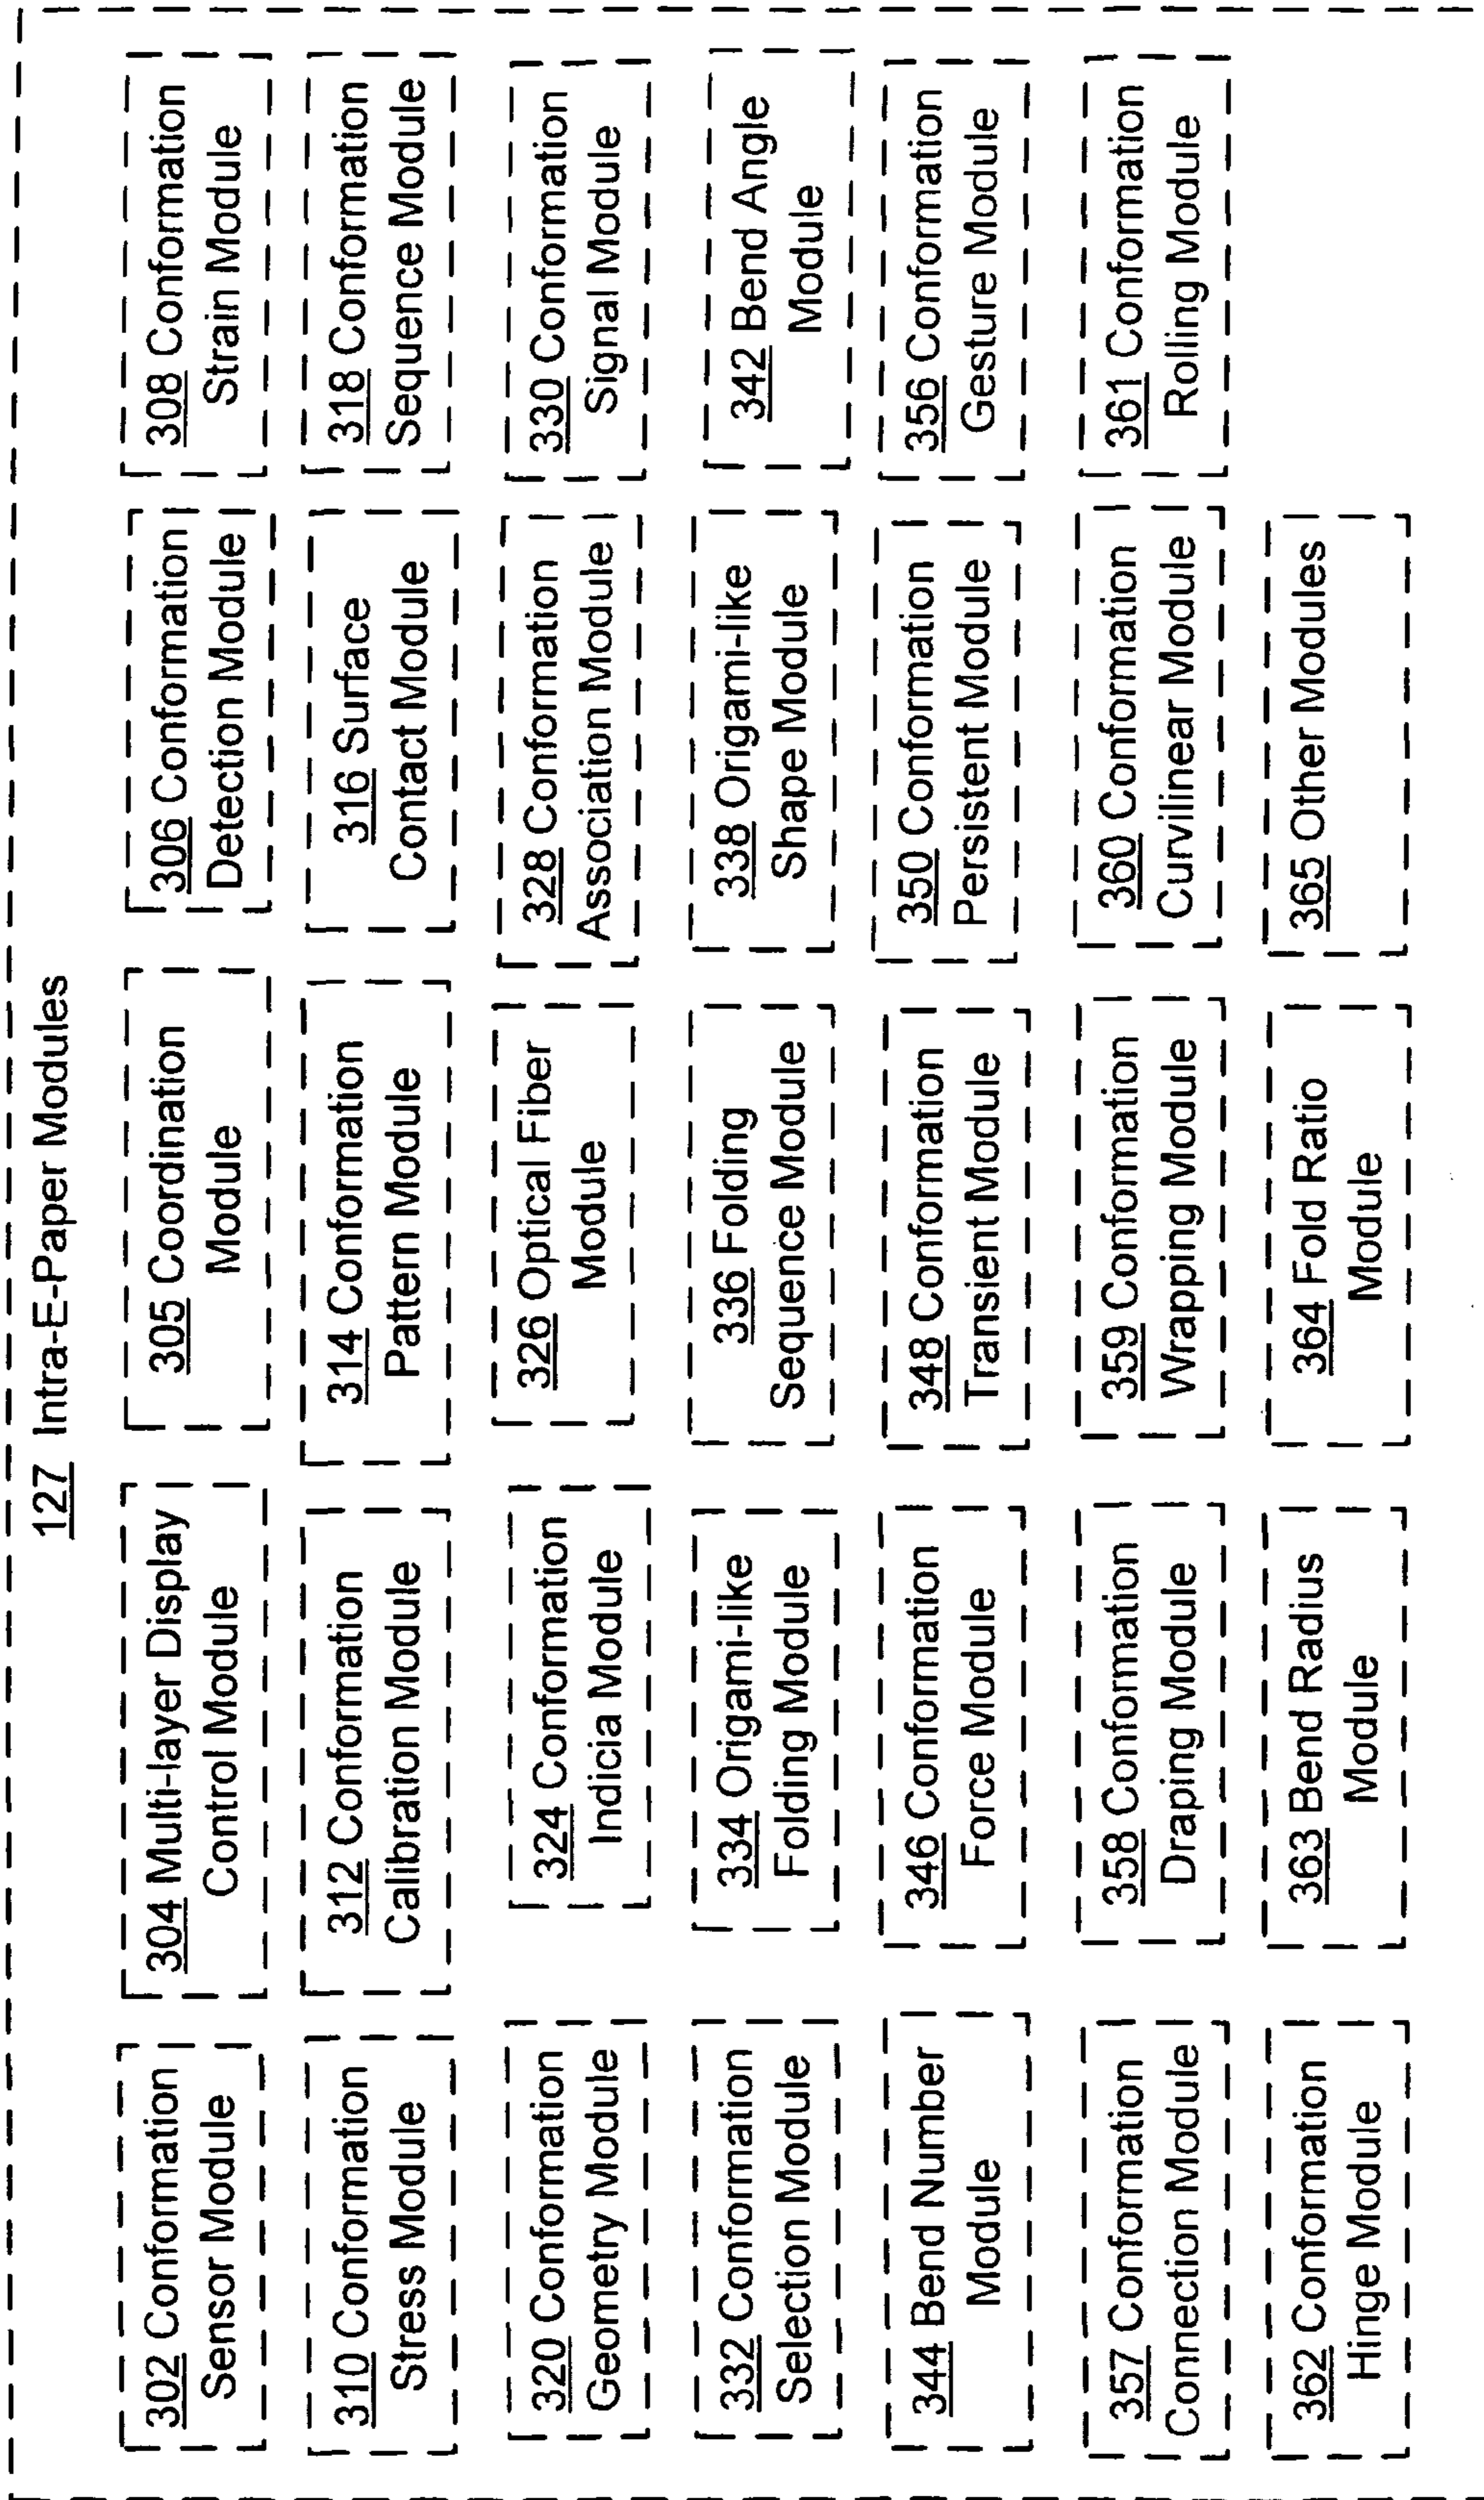 127 Intra-E-Paper Modules
302 Conformation
Sensor Module
304 Multi-layer Display
Control Module
305 Coordination
Module
306 Conformation
Detection Module
308 Conformation
Strain Module
310 Conformation
Stress Module
312 Conformation
Calibration Module
314 Conformation
Pattern Module
316 Surface
Contact Module
318 Conformation
Sequence Module
320 Conformation
Geometry Module
324 Conformation
Indicia Module
326 Optical Fiber
Module
328 Conformation
Association Module
330 Conformation
Signal Module
332 Conformation
Selection Module
334 Origami-like
Folding Module
336 Folding
Sequence Module
338 Origami-like
Shape Module
342 Bend Angle
Module
344 Bend Number
Module
346 Conformation
Force Module
348 Conformation
Transient Module
350 Conformation
Persistent Module
356 Conformation
Gesture Module
357 Conformation
Connection Module
358 Conformation
Draping Module
359 Conformation
Wrapping Module
360 Conformation
Curvilinear Module
361 Conformation
Rolling Module
362 Conformation
Hinge Module
363 Bend Radius
Module
364 Fold Ratio
Module
365 Other Modules